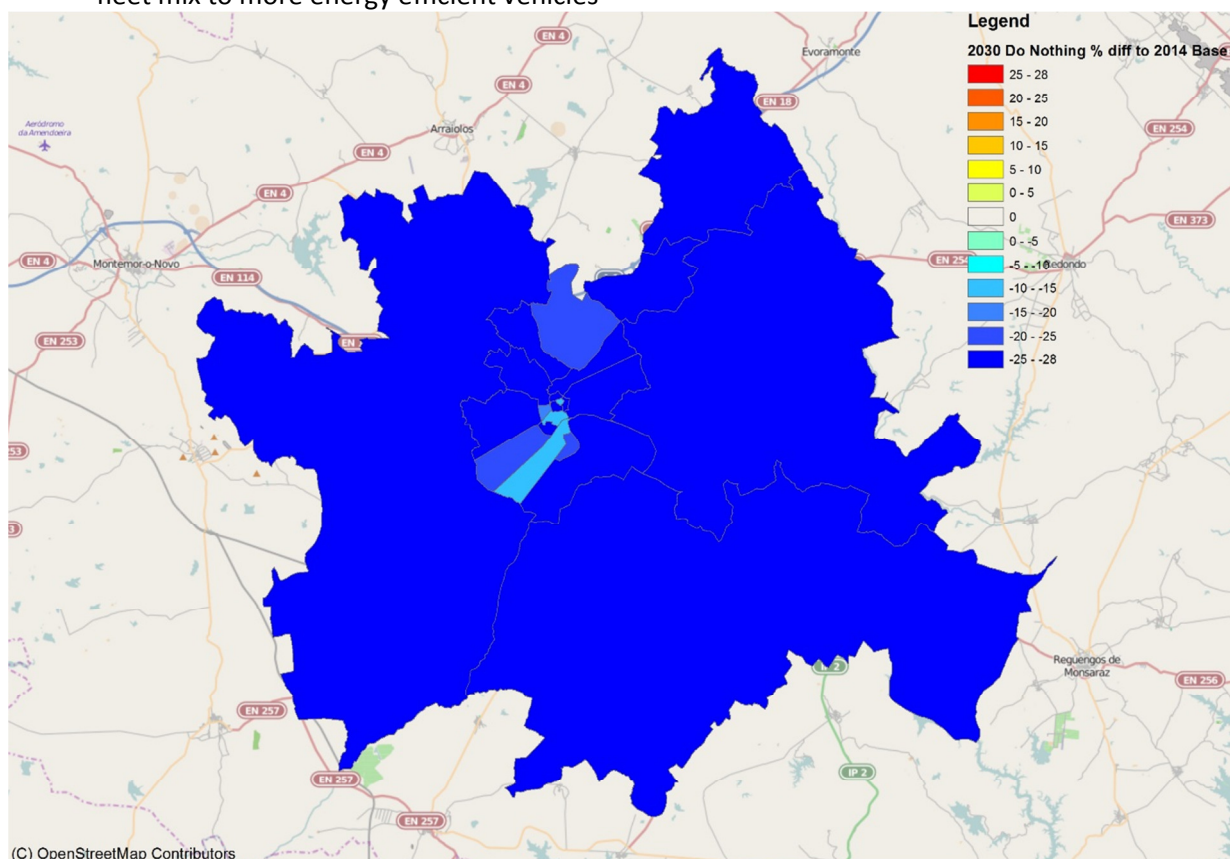 fleet mix to more energy efficient vehicles
Legend
2030 Do Nothing % diff to 2014 Base
25 - 28
20 - 25
15 - 20
10 - 15
5 - 10
0 - 5
0
0 - -5
-5 - -10
-10 - -15
-15 - -20
-20 - -25
-25 - -28
EN 4
Evoramonte
EN 4
EN 18
Aeródromo
da Amendoeira
Arraiolos
EN 254
EN 4
EN 4
EN 373
EN 4
Montemor-o-Novo
EN 254
Redondo
EN 114
EN 253
EN
53
3
IP 2
Reguengos de
Monsaraz
EN 256
EN 257
IP 2
EN 257
EN 257
(C) OpenStreetMap Contributors